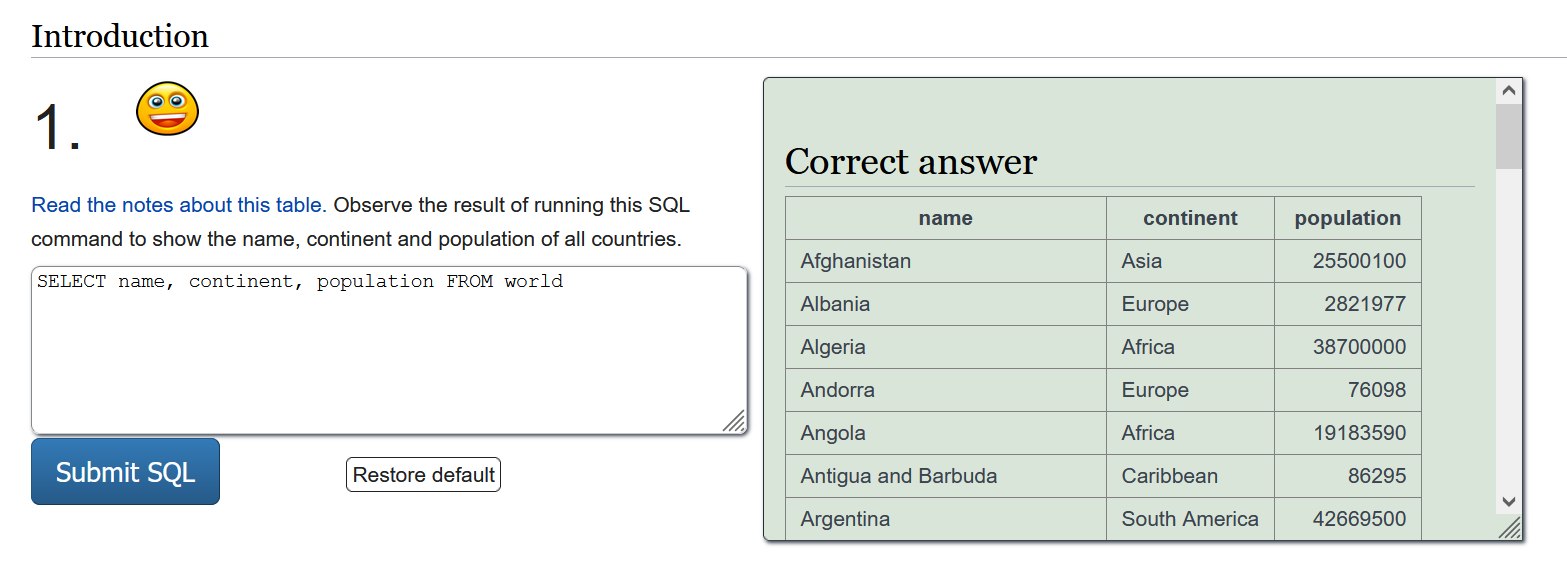 Introduction
1.
Read the notes about this table. Observe the result of running this SQL
command to show the name, continent and population of all countries.
SELECT name, continent, population FROM world
Submit SQL
Restore default
Correct answer
name continent population
Afghanistan Asia 25500100
Albania Europe 2821977
Algeria Africa 38700000
Andorra Europe 76098
Angola Africa 19183590
Antigua and Barbuda Caribbean 86295
Argentina South America 42669500